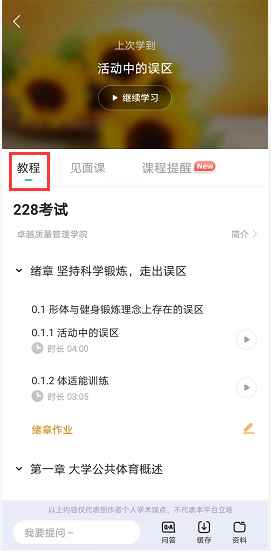 上次学到
活动中的误区
继续学习
教程 见面课 课程提醒 New
228考试
卓越质量管理学院 简介
绪章 坚持科学锻炼，走出误区
0.1 形体与健身锻炼理念上存在的误区
0.1.1 活动中的误区
时长 04:00
0.1.2 体适能训练
时长 03:05
绪章作业
第一章 大学公共体育概述
以上内容仅代表创作者个人学术观点，不代表本平台立场
我要提问~
Q&A
问答 缓存 资料